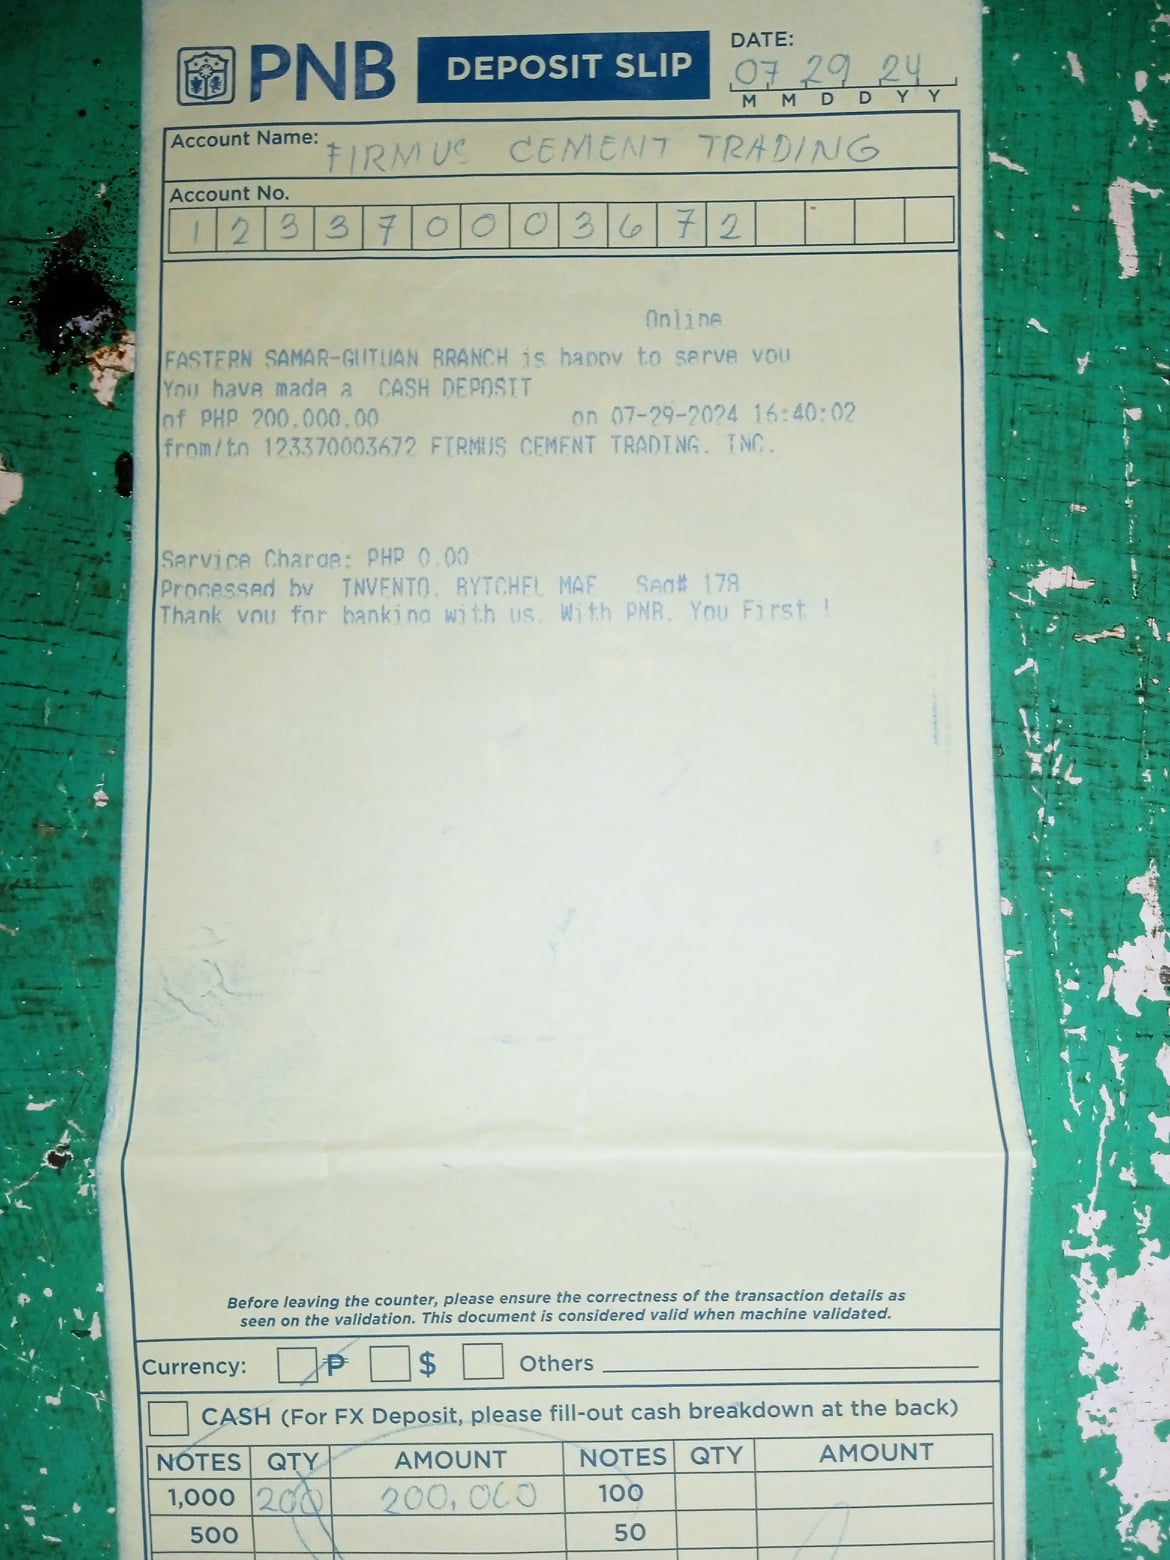 PNB DEPOSIT SLIP
DATE: 07 29 24
M M D D Y Y
Account Name: FIRMUS CEMENT TRADING
Account No.
1 2 3 3 7 0 0 0 3 6 7 2
Online
EASTERN SAMAR-GUIUAN BRANCH is happy to serve you
You have made a CASH DEPOSIT
of PHP 200,000.00 on 07-29-2024 16:40:02
from/to 123370003672 FIRMUS CEMENT TRADING, INC.
Service Charge: PHP 0.00
Processed by INVENTO, RYTCHEL MAE Seq# 178
Thank you for banking with us. With PNB, You First !
Before leaving the counter, please ensure the correctness of the transaction details as
seen on the validation. This document is considered valid when machine validated.
Currency: ₱ $ Others
CASH (For FX Deposit, please fill-out cash breakdown at the back)
NOTES QTY AMOUNT NOTES QTY AMOUNT
1,000 200 200,000 100
500 50